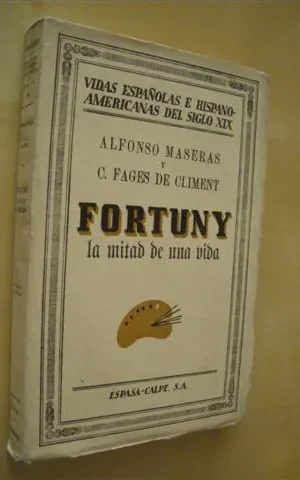 VIDAS ESPAÑOLAS E HISPANO-
AMERICANAS DEL SIGLO XIX
ALFONSO MASERAS
Y
C. FAGES DE CLIMENT
FORTUNY
la mitad de una vida
ESPASA-CALPE, S.A.